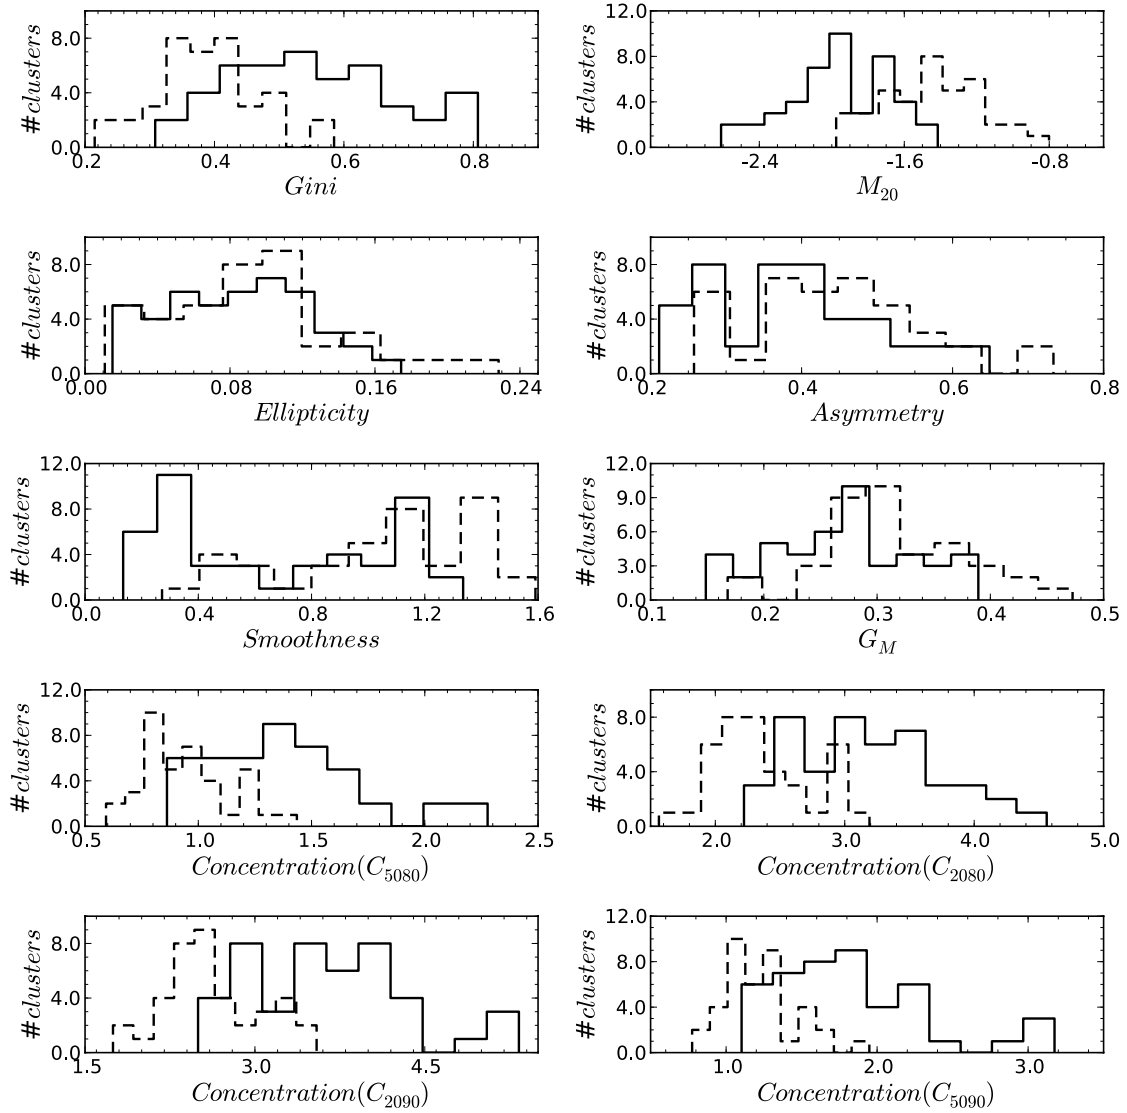 #clusters
8.0
4.0
0.0
0.2 0.4 0.6 0.8
Gini
#clusters
12.0
8.0
4.0
0.0
-2.4 -1.6 -0.8
M20
#clusters
8.0
4.0
0.0
0.00 0.08 0.16 0.24
Ellipticity
#clusters
8.0
4.0
0.0
0.2 0.4 0.6 0.8
Asymmetry
#clusters
12.0
8.0
4.0
0.0
0.0 0.4 0.8 1.2 1.6
Smoothness
#clusters
12.0
10.0
6.0
3.0
0.0
0.1 0.2 0.3 0.4 0.5
GM
#clusters
12.0
8.0
4.0
0.0
0.5 1.0 1.5 2.0 2.5
Concentration(C5080)
#clusters
8.0
4.0
0.0
2.0 3.0 4.0 5.0
Concentration(C2080)
#clusters
8.0
4.0
0.0
1.5 3.0 4.5
Concentration(C2090)
#clusters
12.0
8.0
4.0
0.0
1.0 2.0 3.0
Concentration(C5090)